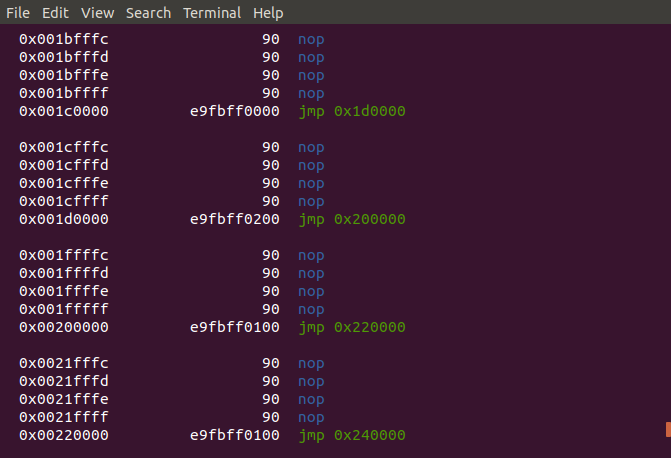 File Edit View Search Terminal Help
0x001bfffc 90 nop
0x001bfffd 90 nop
0x001bfffe 90 nop
0x001bffff 90 nop
0x001c0000 e9fbff0000 jmp 0x1d0000
0x001cfffc 90 nop
0x001cfffd 90 nop
0x001cfffe 90 nop
0x001cffff 90 nop
0x001d0000 e9fbff0200 jmp 0x200000
0x001ffffc 90 nop
0x001ffffd 90 nop
0x001ffffe 90 nop
0x001fffff 90 nop
0x00200000 e9fbff0100 jmp 0x220000
0x0021fffc 90 nop
0x0021fffd 90 nop
0x0021fffe 90 nop
0x0021ffff 90 nop
0x00220000 e9fbff0100 jmp 0x240000